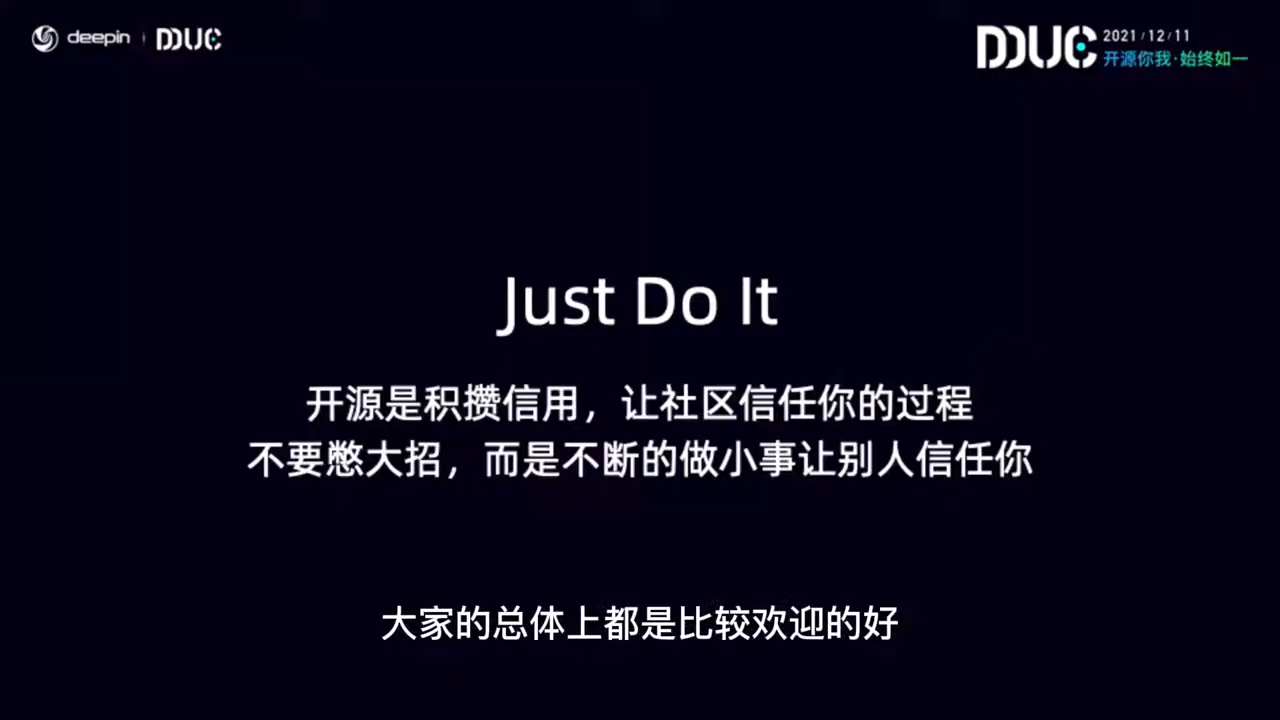 deepin | DDUC
DDUC 2021/12/11
开源你我·始终如一
Just Do It
开源是积攒信用，让社区信任你的过程
不要憋大招，而是不断的做小事让别人信任你
大家的总体上都是比较欢迎的好